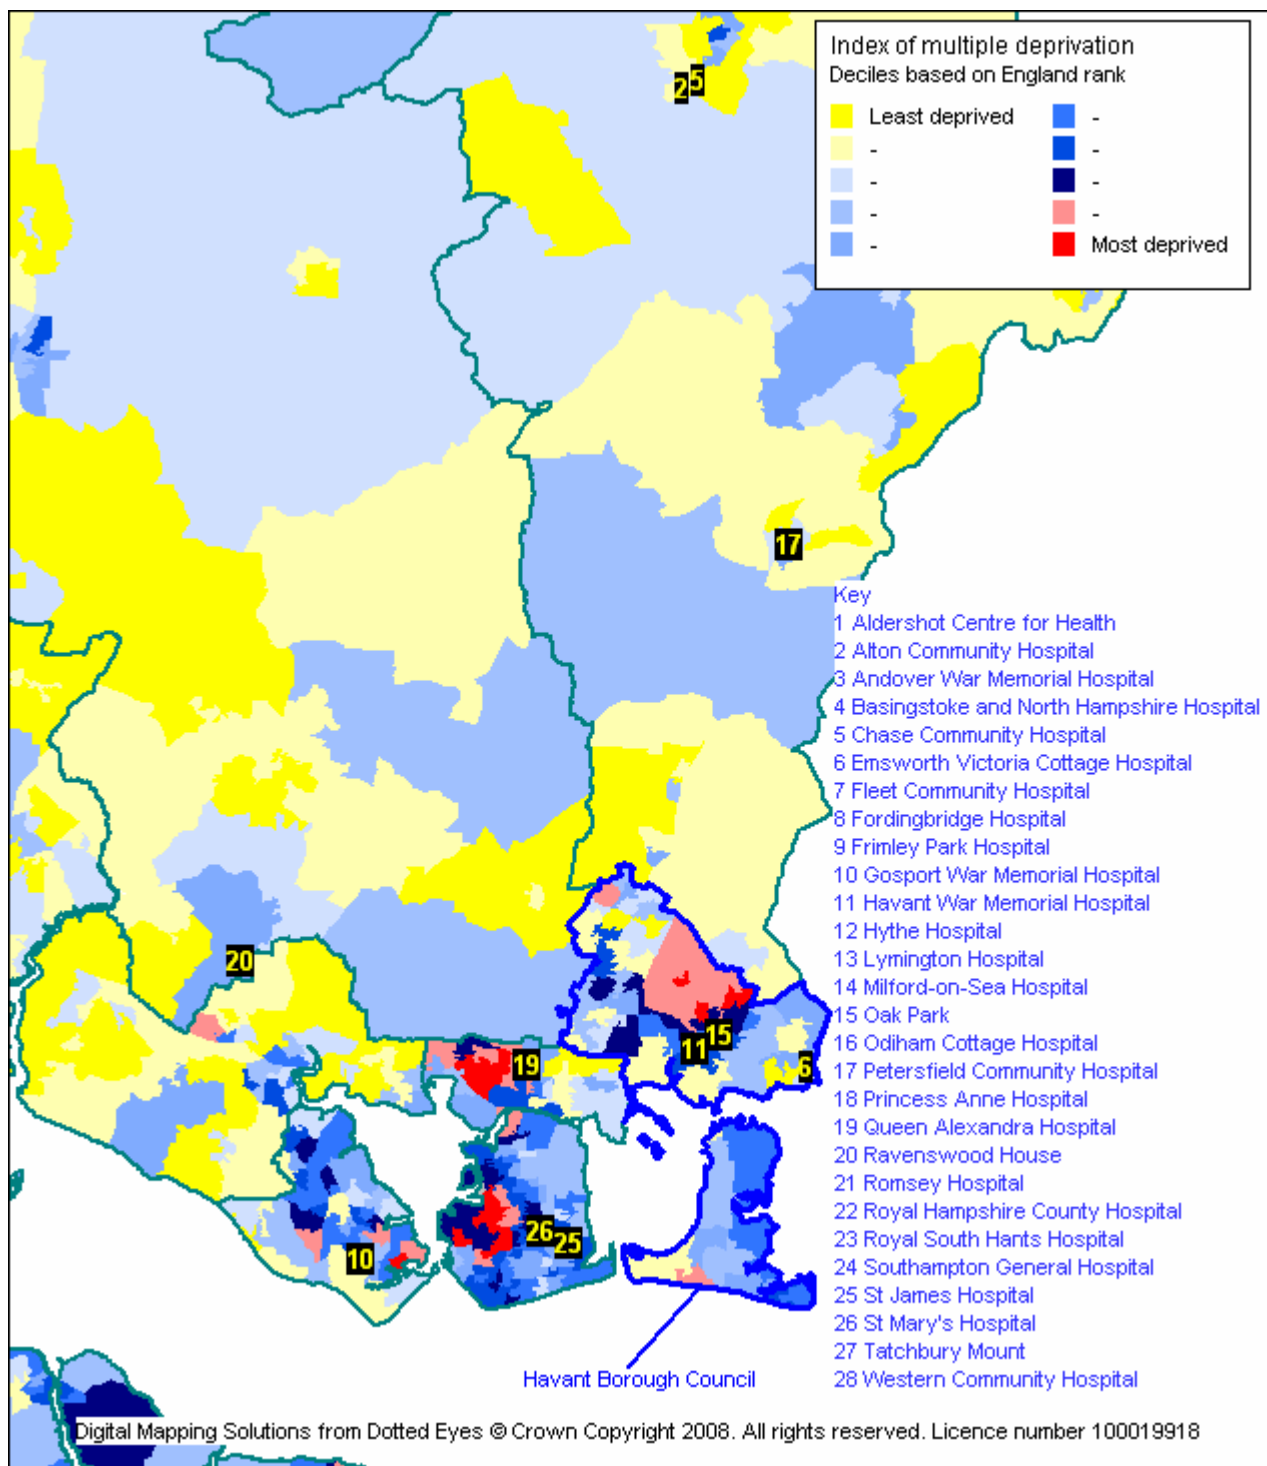 Index of multiple deprivation
Deciles based on England rank
Least deprived -
- -
- -
- -
- Most deprived
2 5
17
Key
1 Aldershot Centre for Health
2 Alton Community Hospital
3 Andover War Memorial Hospital
4 Basingstoke and North Hampshire Hospital
5 Chase Community Hospital
6 Emsworth Victoria Cottage Hospital
7 Fleet Community Hospital
8 Fordingbridge Hospital
9 Frimley Park Hospital
10 Gosport War Memorial Hospital
11 Havant War Memorial Hospital
12 Hythe Hospital
13 Lymington Hospital
14 Milford-on-Sea Hospital
15 Oak Park
16 Odiham Cottage Hospital
17 Petersfield Community Hospital
18 Princess Anne Hospital
19 Queen Alexandra Hospital
20 Ravenswood House
21 Romsey Hospital
22 Royal Hampshire County Hospital
23 Royal South Hants Hospital
24 Southampton General Hospital
25 St James Hospital
26 St Mary's Hospital
27 Tatchbury Mount
28 Western Community Hospital
20
11 15
19
6
26 25
10
Havant Borough Council
Digital Mapping Solutions from Dotted Eyes © Crown Copyright 2008. All rights reserved. Licence number 100019918